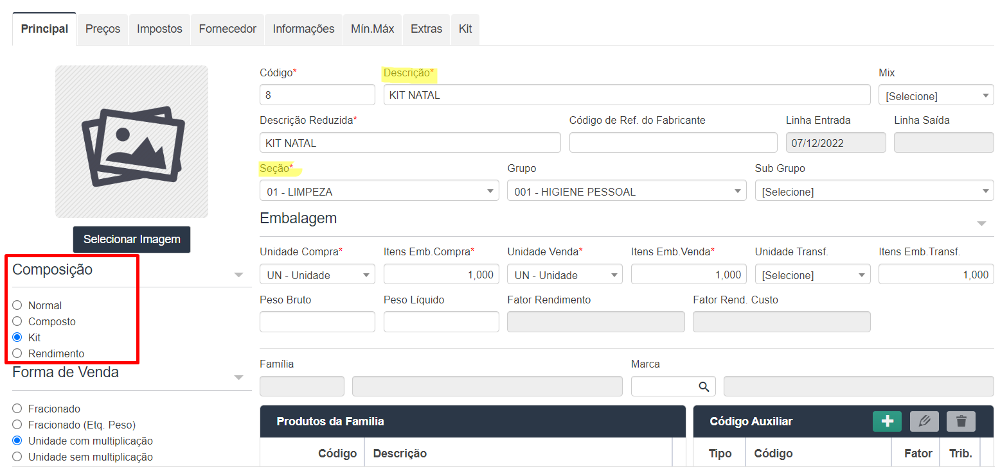 Principal Preços Impostos Fornecedor Informações Mín.Máx Extras Kit
Código* Descrição* Mix
8 KIT NATAL [Selecione]
Descrição Reduzida* Código de Ref. do Fabricante Linha Entrada Linha Saída
KIT NATAL 07/12/2022
Seção* Grupo Sub Grupo
01 - LIMPEZA 001 - HIGIENE PESSOAL [Selecione]
Embalagem
Selecionar Imagem
Unidade Compra* Itens Emb.Compra* Unidade Venda* Itens Emb.Venda* Unidade Transf. Itens Emb.Transf.
UN - Unidade 1,000 UN - Unidade 1,000 [Selecione] 1,000
Peso Bruto Peso Líquido Fator Rendimento Fator Rend. Custo
Composição
Normal
Composto
Kit
Rendimento
Família Marca
Forma de Venda
Fracionado
Fracionado (Etq. Peso)
Unidade com multiplicação
Unidade sem multiplicação
Produtos da Familia
Código Descrição
Código Auxiliar
Tipo Código Fator Trib.